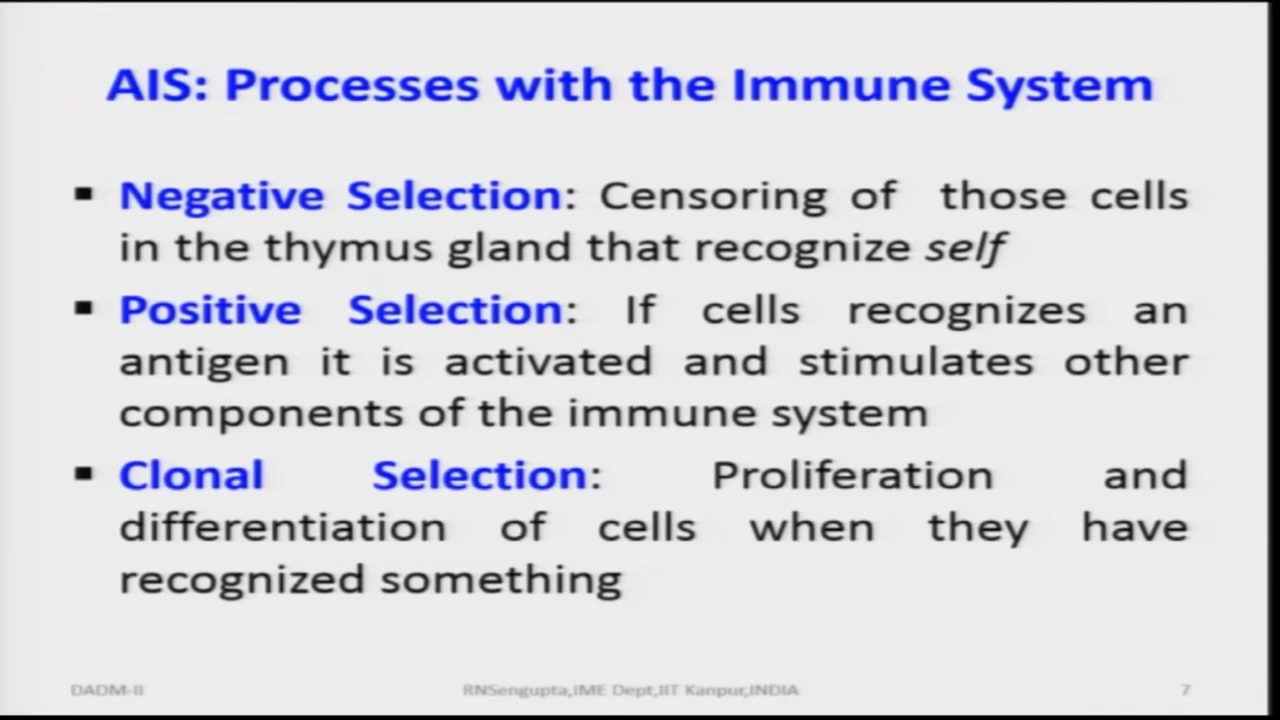 AIS: Processes with the Immune System
▪ Negative Selection: Censoring of those cells
in the thymus gland that recognize self
▪ Positive Selection: If cells recognizes an
antigen it is activated and stimulates other
components of the immune system
▪ Clonal Selection: Proliferation and
differentiation of cells when they have
recognized something
DADM-II RNSengupta,IME Dept,IIT Kanpur,INDIA 7